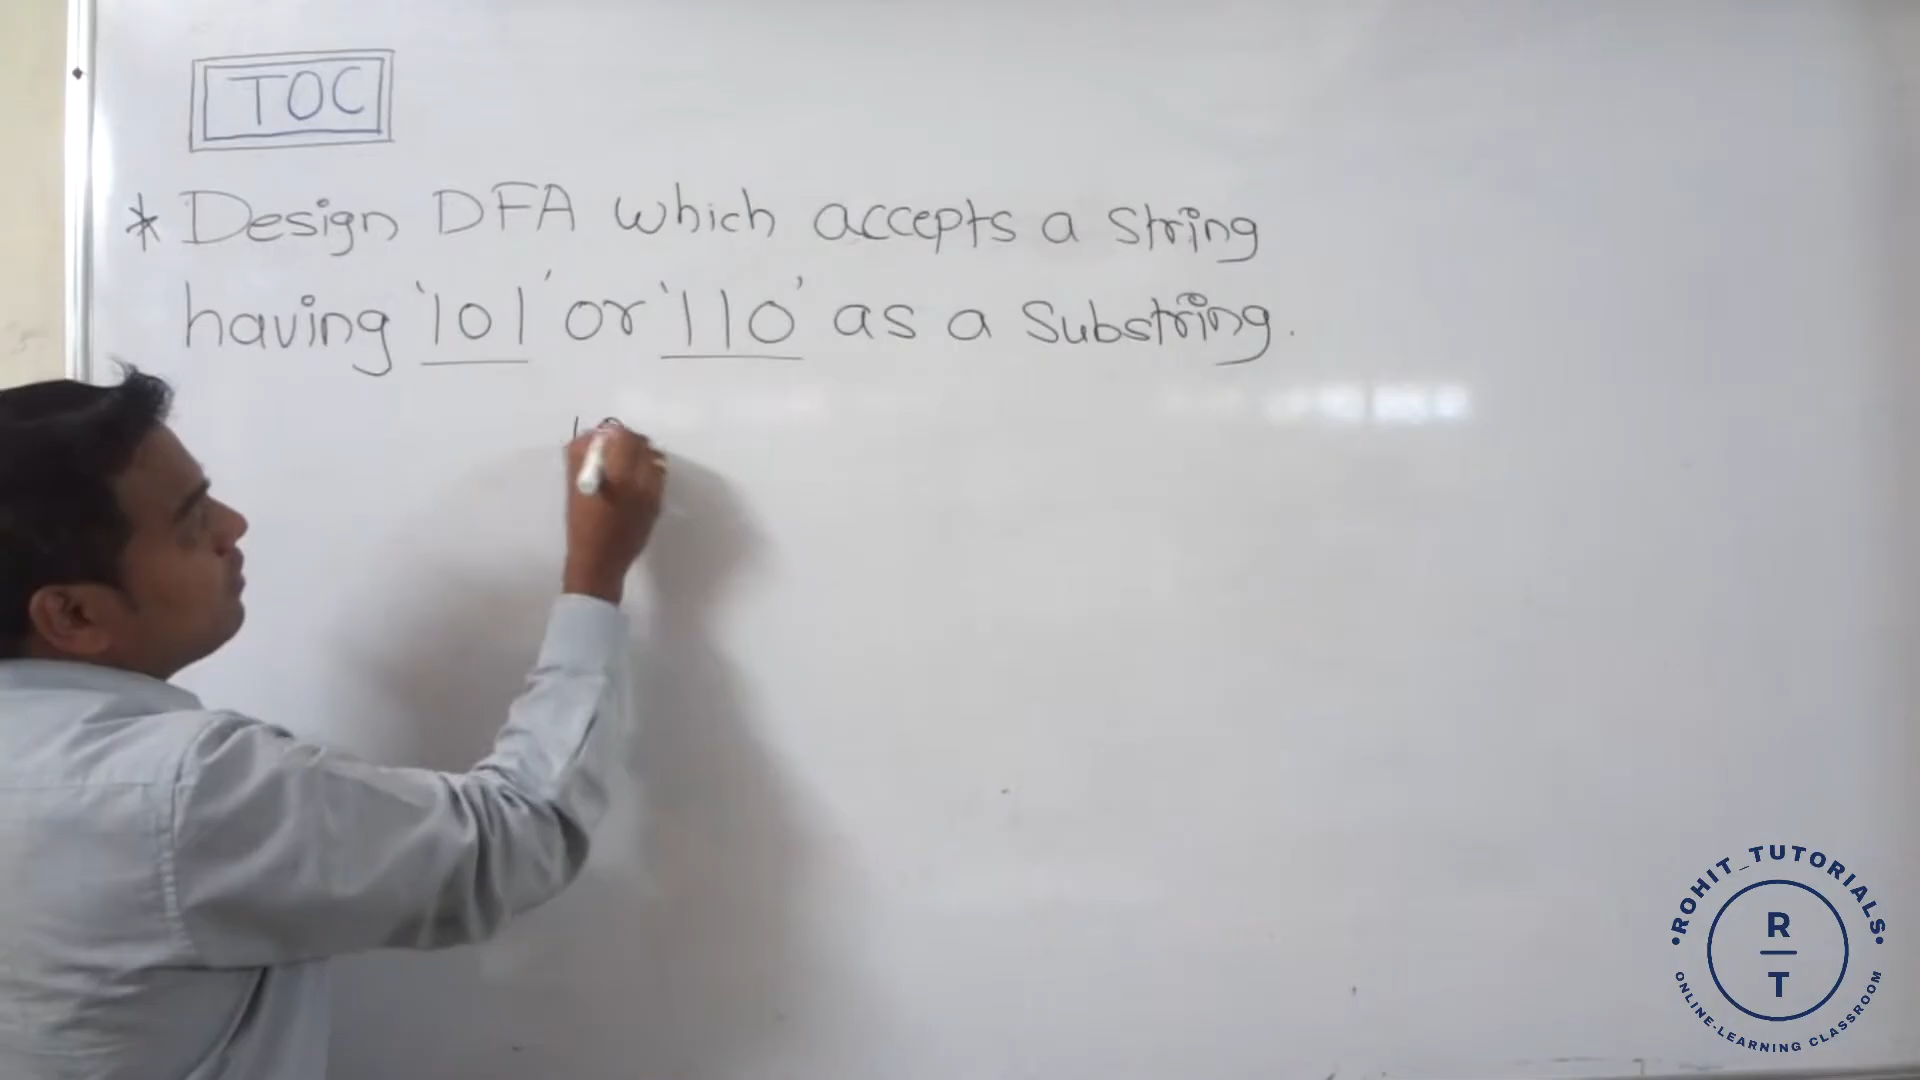 TOC
* Design DFA which accepts a string
having '101' or '110' as a substring.
•ROHIT_TUTORIALS•
R
T
ONLINE-LEARNING CLASSROOM